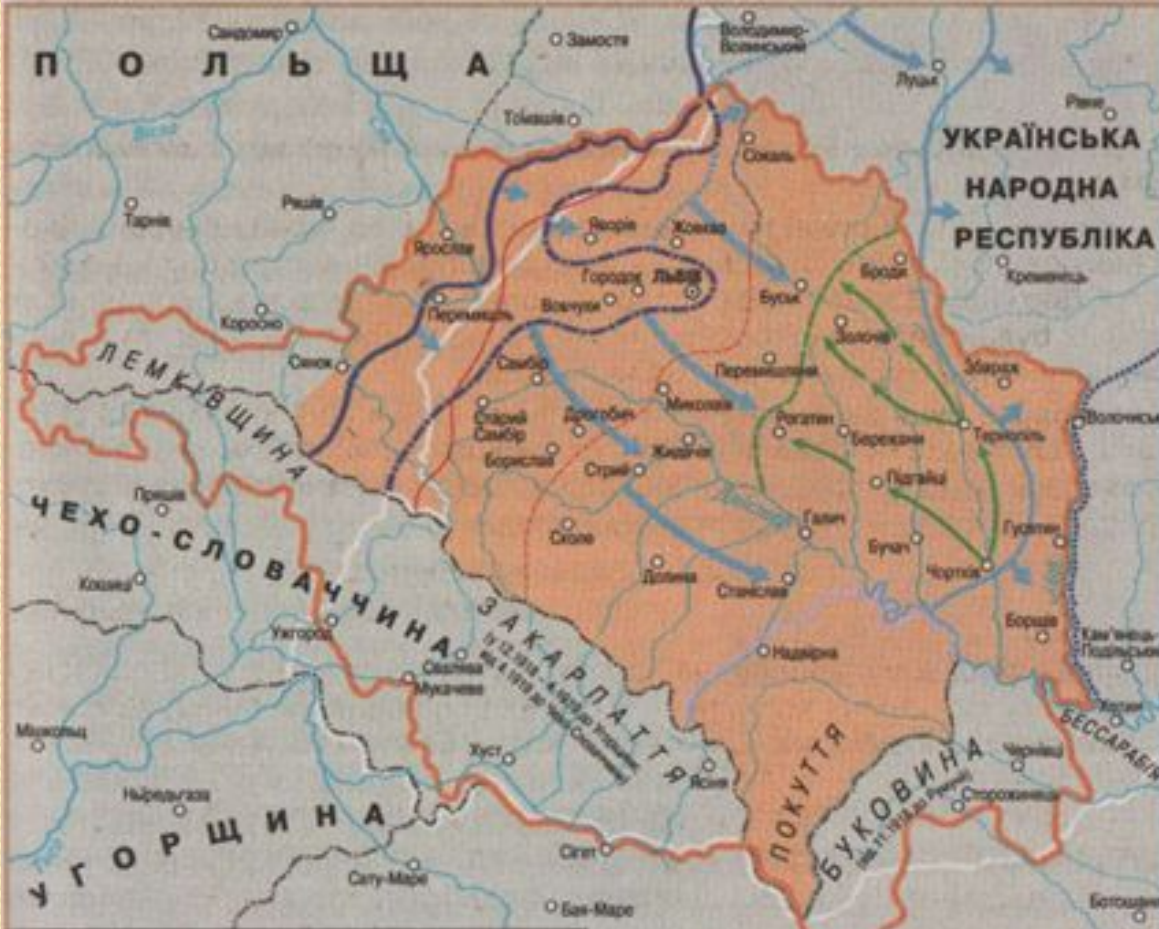 ПОЛЬЩА
Сандомир
Замостя
Володимир-
Волинський
Луцьк
Рівне
Томашів
УКРАЇНСЬКА
НАРОДНА
РЕСПУБЛІКА
Сокаль
Тарнів
Ряшів
Ярослав
Яворів
Жовква
Кременець
Броди
Городок
ЛЬВІВ
Буськ
Вовчухи
Перемишль
Коросно
Золочів
Сянок
Самбір
Перемишляни
Збараж
ЛЕМКІВЩИНА
Старий
Самбір
Дрогобич
Миколаїв
Рогатин
Бережани
Тернопіль
Волочиськ
Борислав
Жидачів
Стрий
Підгайці
Пряшів
Дністер
ЧЕХО-СЛОВАЧЧИНА
Сколе
Галич
Бучач
Гусятин
Кошиці
Долина
Станіслав
Чортків
Борщів
ЗАКАРПАТТЯ
Ужгород
Свалява
Мукачеве
Надвірна
Кам'янець-
Подільський
Хотин
БЕССАРАБІЯ
Мішкольц
Хуст
Ясіня
Чернівці
ПОКУТТЯ
БУКОВИНА
Сторожинець
Ньїредьгаза
УГОРЩИНА
Сату-Маре
Сігет
Бая-Маре
Ботошани